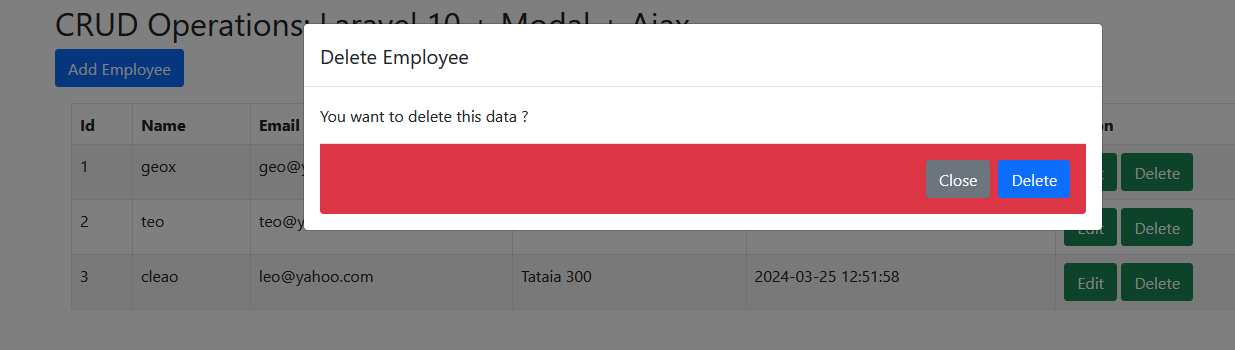 CRUD Operations: Laravel 10 + Modal + Ajax
Delete Employee
Add Employee
You want to delete this data ?
Id Name Email
1 geox geo@y Delete
Close Delete
2 teo teo@y Edit Delete
3 cleao leo@yahoo.com Tataia 300 2024-03-25 12:51:58 Edit Delete